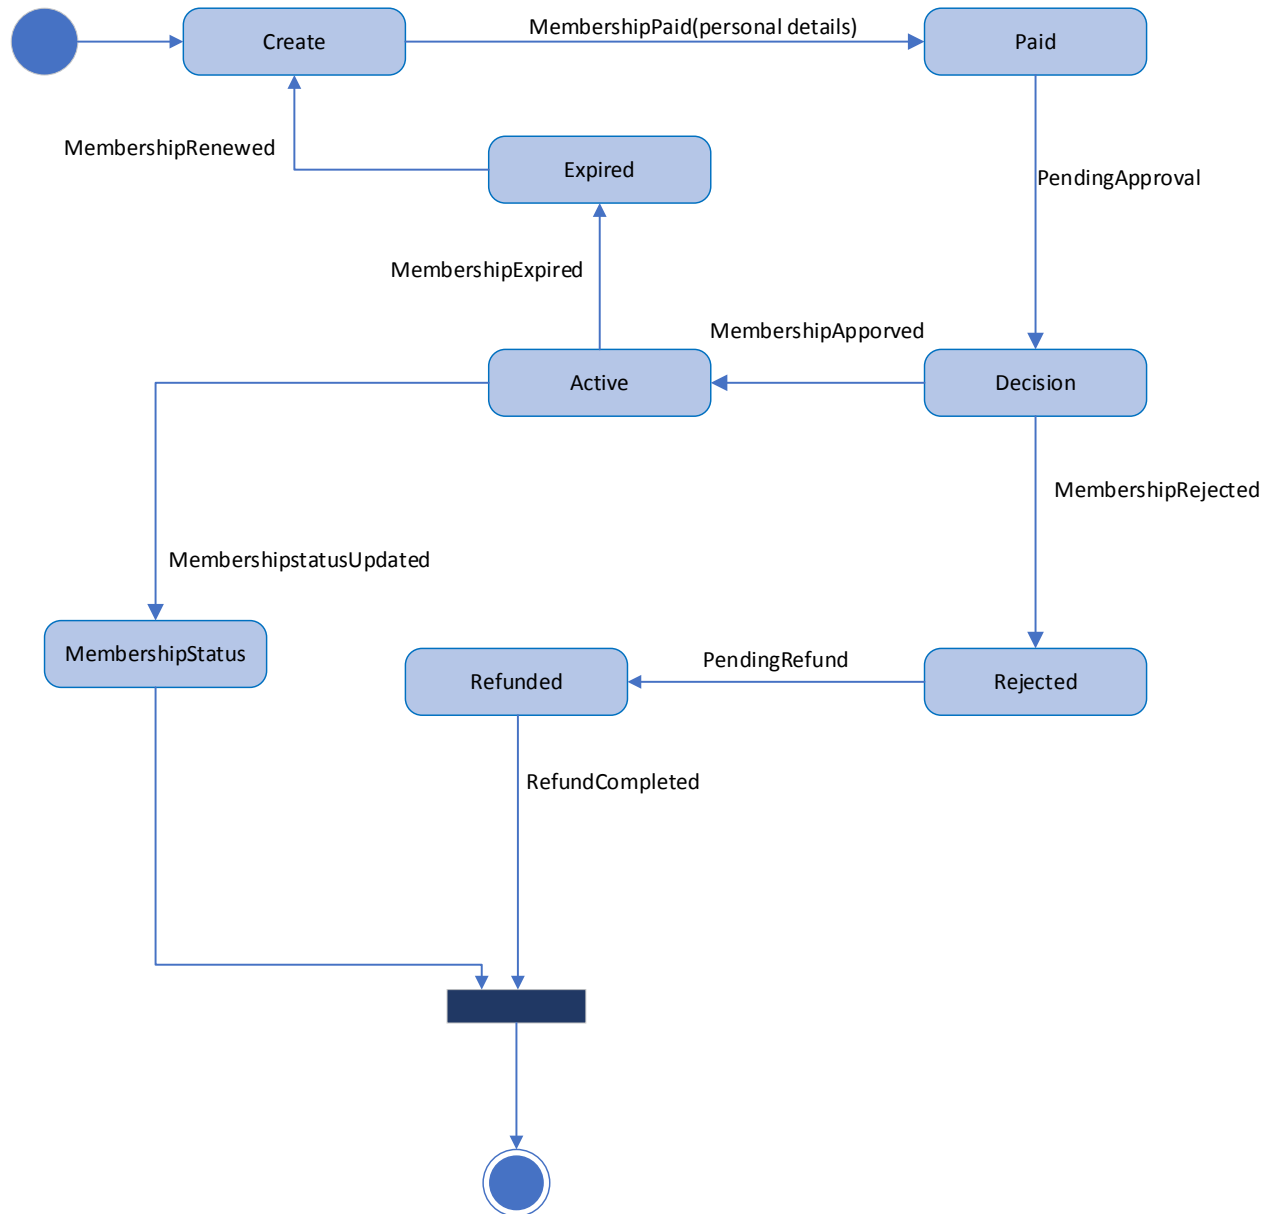 Create
MembershipPaid(personal details)
Paid
MembershipRenewed
Expired
PendingApproval
MembershipExpired
MembershipApporved
Active
Decision
MembershipRejected
MembershipstatusUpdated
MembershipStatus
Refunded
PendingRefund
Rejected
RefundCompleted